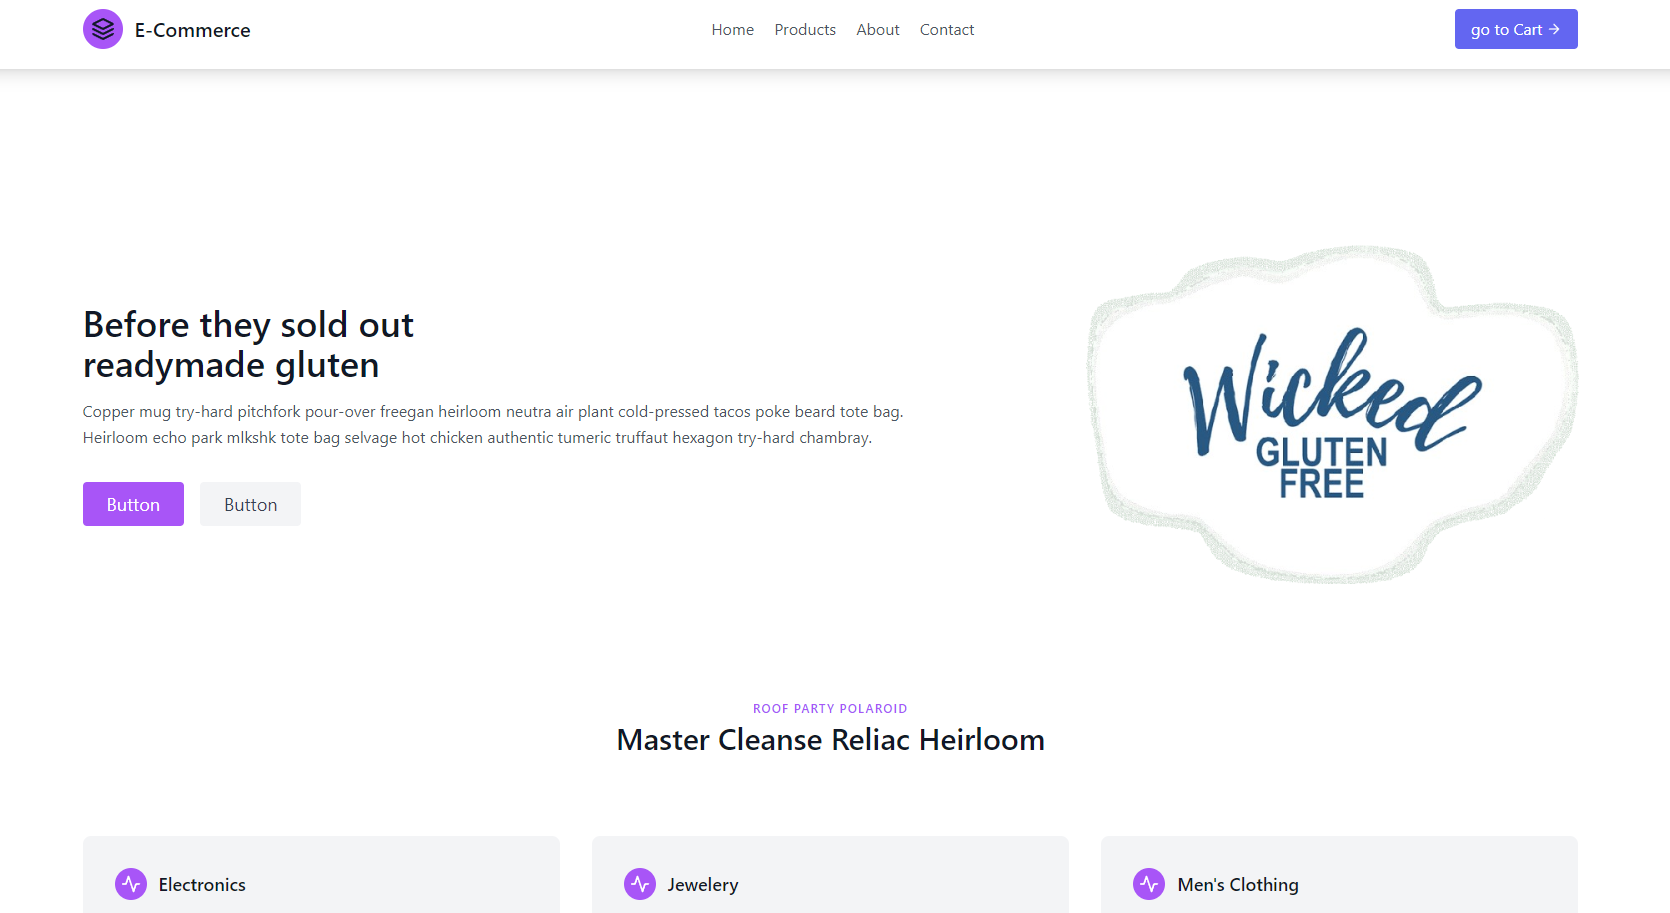 E-Commerce
Home Products About Contact
go to Cart →
Before they sold out
readymade gluten
Copper mug try-hard pitchfork pour-over freegan heirloom neutra air plant cold-pressed tacos poke beard tote bag.
Heirloom echo park mlkshk tote bag selvage hot chicken authentic tumeric truffaut hexagon try-hard chambray.
Button Button
Wicked
GLUTEN
FREE
ROOF PARTY POLAROID
Master Cleanse Reliac Heirloom
Electronics
Jewelery
Men's Clothing